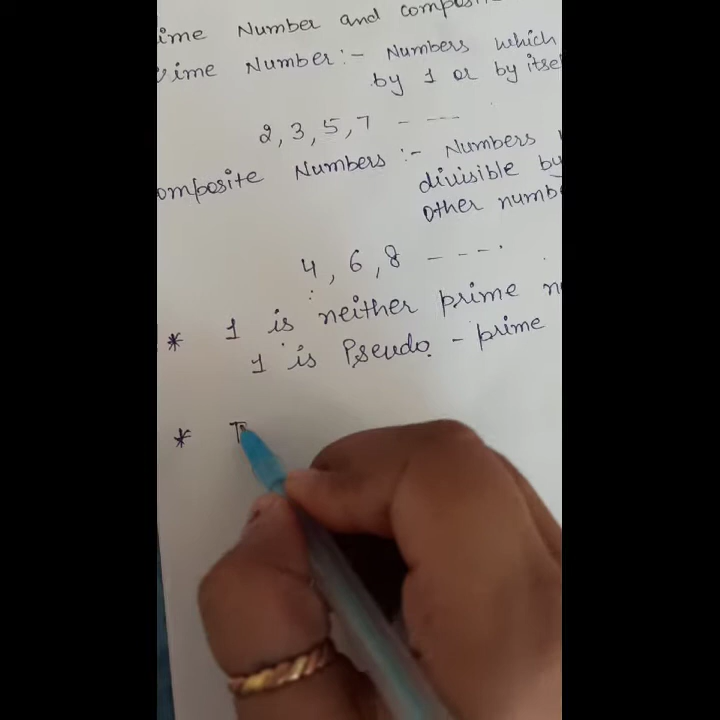 ime Number and compos
rime Number :- Numbers which
by 1 or by itse
2, 3, 5, 7 - ---
omposite Numbers :- Numbers
divisible by
Other numb
4, 6, 8 - - - - .
* 1 is neither prime n
1 is Pseudo - prime
* T